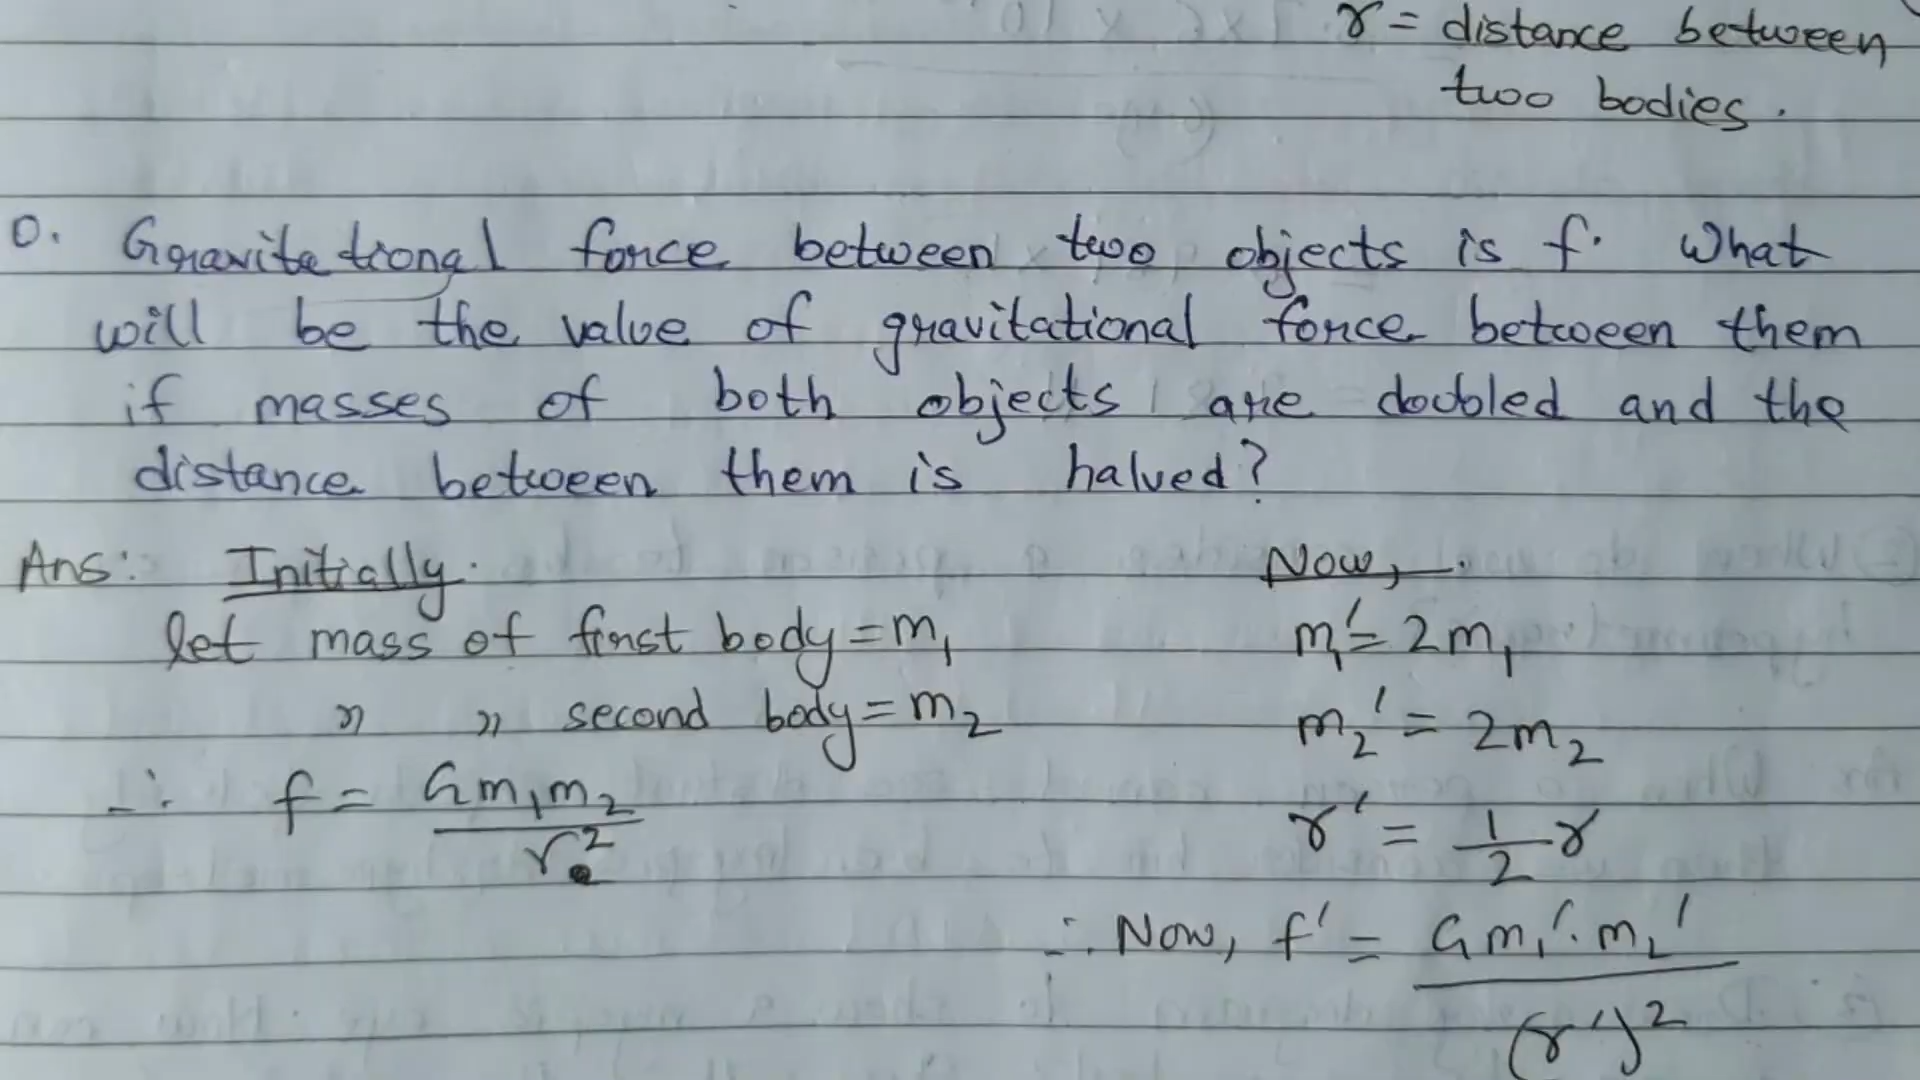 r = distance between
two bodies.
0. Gravitational force between two objects is f. What
will be the value of gravitational force between them
if masses of both objects are doubled and the
distance between them is halved?
Ans: Initially. Now,
let mass of first body = m₁ m₁' = 2m₁
" " second body = m₂ m₂' = 2m₂
∴ f = Gm₁m₂ / r² r' = 1/2 r
∴ Now, f' = Gm₁'·m₂' / (r')²